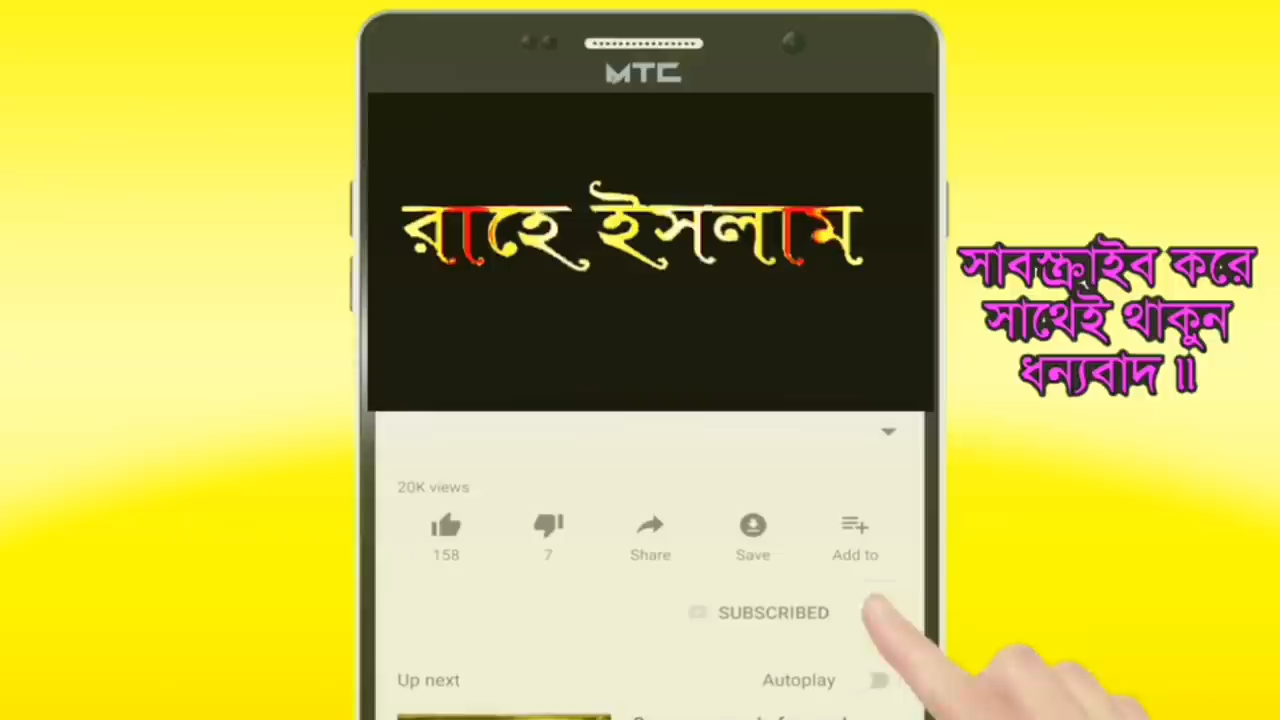 MTC
রাহে ইসলাম
সাবস্ক্রাইব করে
সাথেই থাকুন
ধন্যবাদ ৷৷
20K views
158
7
Share
Save
Add to
SUBSCRIBED
Up next
Autoplay